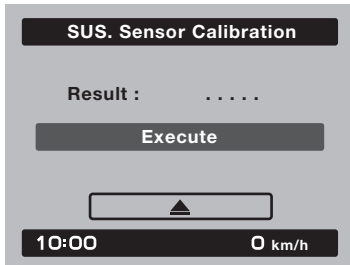 SUS. Sensor Calibration
Result : .....
Execute
10:00 0 km/h